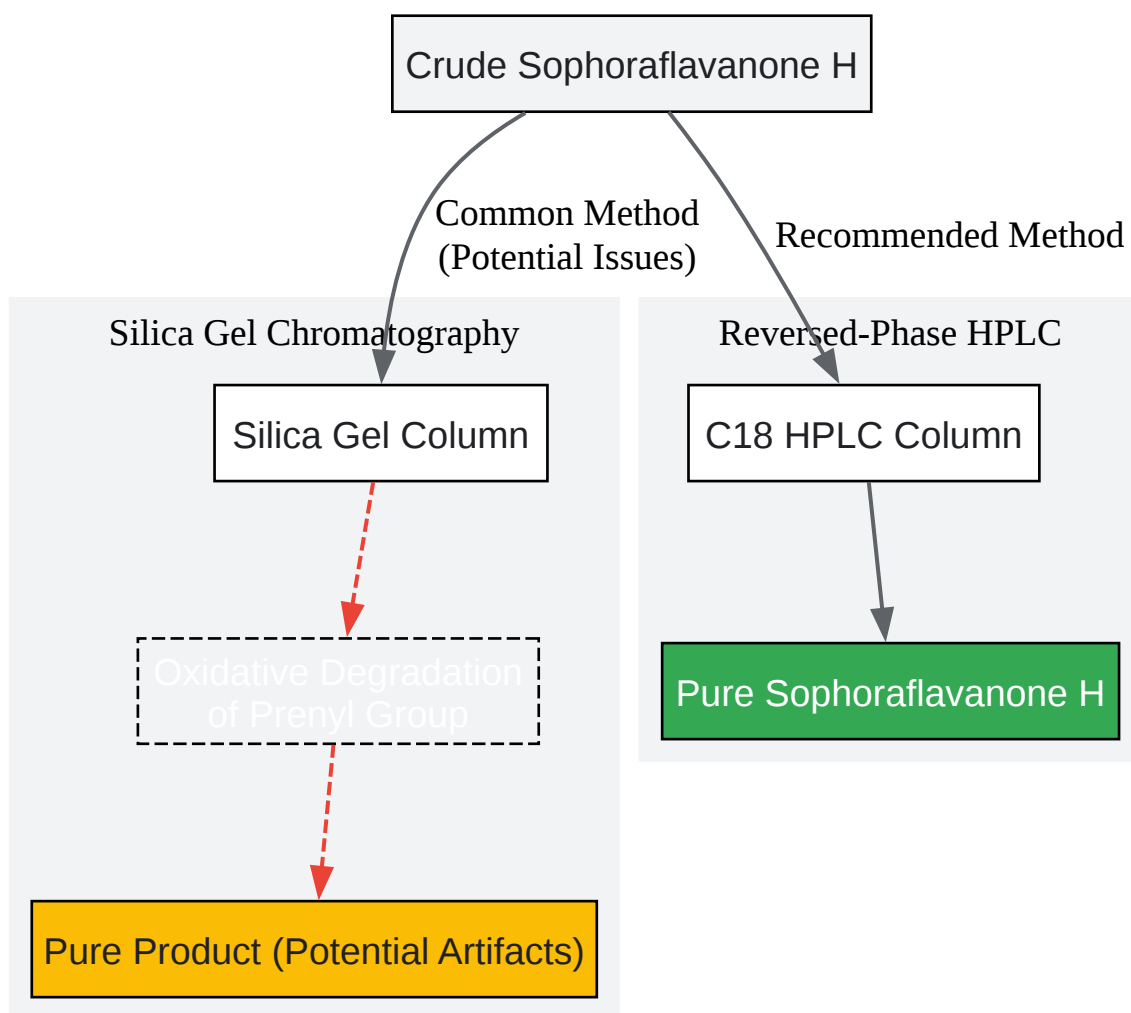 Crude Sophoraflavanone H
Common Method
(Potential Issues)
Recommended Method
Silica Gel Chromatography
Reversed-Phase HPLC
Silica Gel Column
C18 HPLC Column
Oxidative Degradation
of Prenyl Group
Pure Sophoraflavanone H
Pure Product (Potential Artifacts)